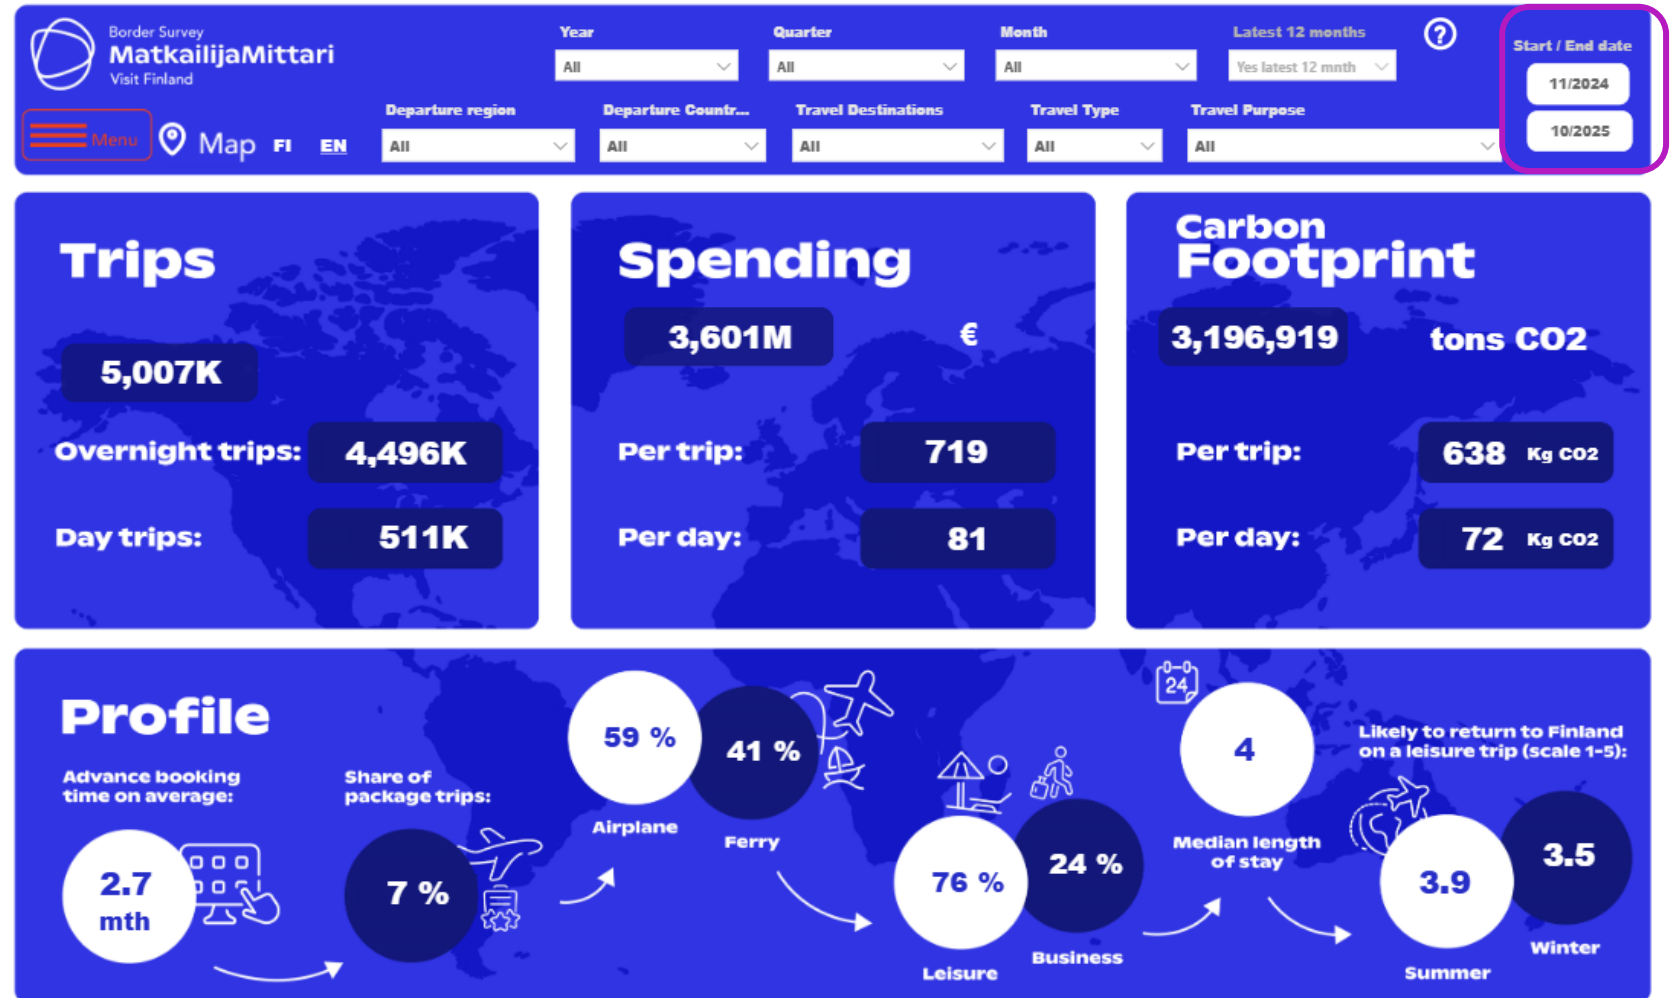 Border Survey
MatkailijaMittari
Visit Finland
Menu
Map FI EN
Year
All
Quarter
All
Month
All
Latest 12 months
Yes latest 12 mnth
?
Departure region
All
Departure Countr...
All
Travel Destinations
All
Travel Type
All
Travel Purpose
All
Start / End date
11/2024
10/2025
Trips
5,007K
Overnight trips: 4,496K
Day trips: 511K
Spending
3,601M €
Per trip: 719
Per day: 81
Carbon
Footprint
3,196,919 tons CO2
Per trip: 638 Kg CO2
Per day: 72 Kg CO2
Profile
Advance booking
time on average:
2.7
mth
Share of
package trips:
7 %
59 %
Airplane
41 %
Ferry
76 %
Leisure
24 %
Business
24
4
Median length
of stay
Likely to return to Finland
on a leisure trip (scale 1-5):
3.9
Summer
3.5
Winter